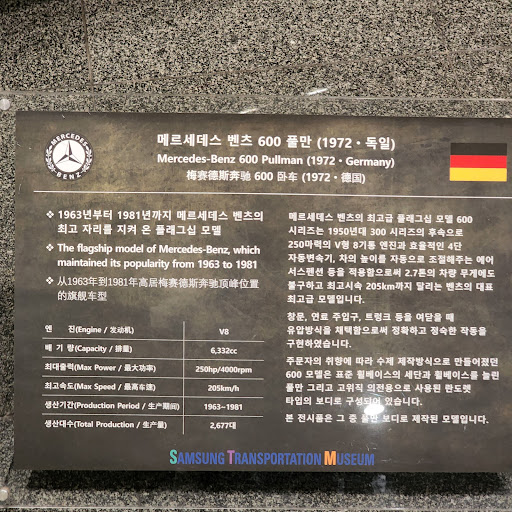 MERCEDES
BENZ
메르세데스 벤츠 600 풀만 (1972 · 독일)
Mercedes-Benz 600 Pullman (1972 · Germany)
梅赛德斯奔驰 600 卧车 (1972 · 德国)
❖ 1963년부터 1981년까지 메르세데스 벤츠의
최고 자리를 지켜 온 플래그십 모델
❖ The flagship model of Mercedes-Benz, which
maintained its popularity from 1963 to 1981
❖ 从1963年到1981年高居梅赛德斯奔驰顶峰位置
的旗舰车型
엔 진(Engine / 发动机) V8
배 기 량(Capacity / 排量) 6,332cc
최대출력(Max Power / 最大功率) 250hp/4000rpm
최고속도(Max Speed / 最高车速) 205km/h
생산기간(Production Period / 生产期间) 1963~1981
생산대수(Total Production / 生产量) 2,677대
메르세데스 벤츠의 최고급 플래그십 모델 600
시리즈는 1950년대 300 시리즈의 후속으로
250마력의 V형 8기통 엔진과 효율적인 4단
자동변속기, 차의 높이를 자동으로 조절해주는 에어
서스펜션 등을 적용함으로써 2.7톤의 차량 무게에도
불구하고 최고시속 205km까지 달리는 벤츠의 대표
최고급 모델입니다.
창문, 연료 주입구, 트렁크 등을 여닫을 때
유압방식을 채택함으로써 정확하고 정숙한 작동을
구현하였습니다.
주문자의 취향에 따라 수제 제작방식으로 만들어졌던
600 모델은 표준 휠베이스의 세단과 휠베이스를 늘린
풀만 그리고 고위직 의전용으로 사용된 란도렛
타입의 보디로 구성되어 있습니다.
본 전시품은 그 중 풀만 보디로 제작된 모델입니다.
SAMSUNG TRANSPORTATION MUSEUM